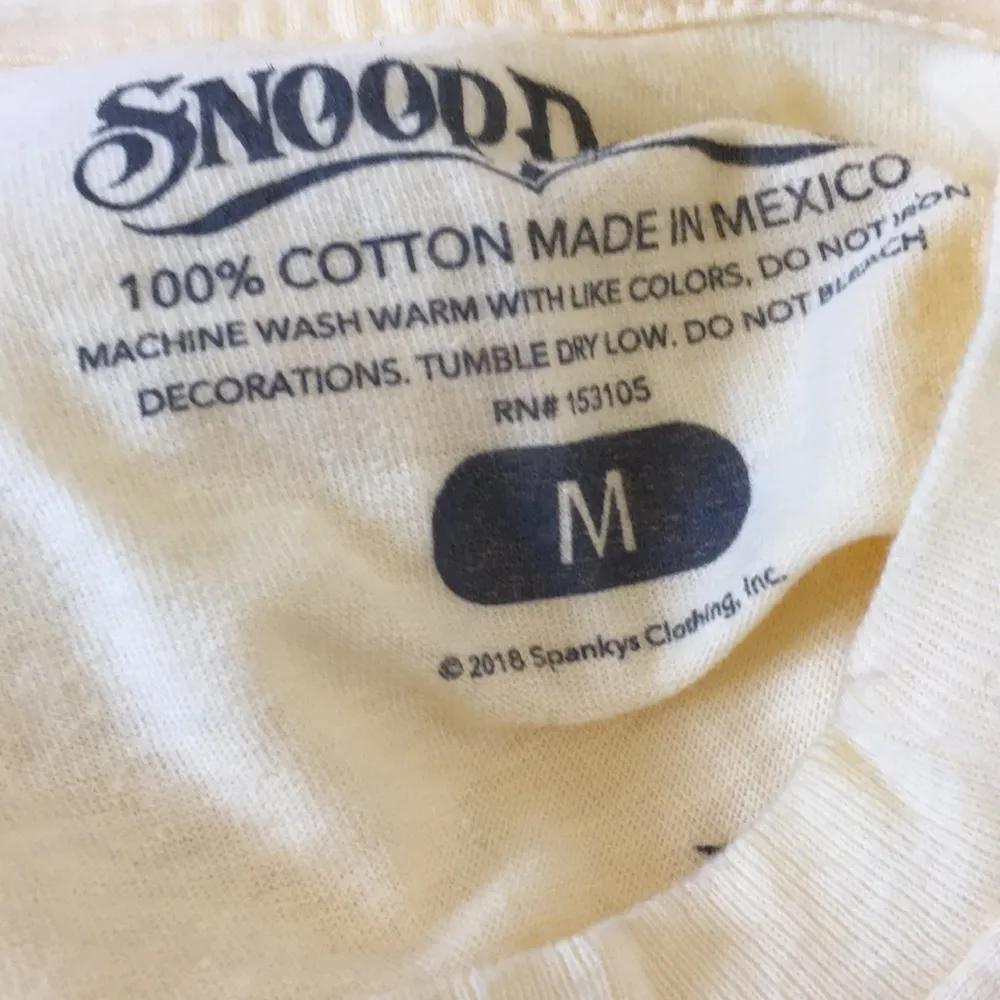 100% COTTON MADE IN MEXICO
MACHINE WASH WARM WITH LIKE COLORS, DO NOT IRON
DECORATIONS. TUMBLE DRY LOW. DO NOT BLEACH
RN# 153105
M
© 2018 Spankys Clothing, Inc.